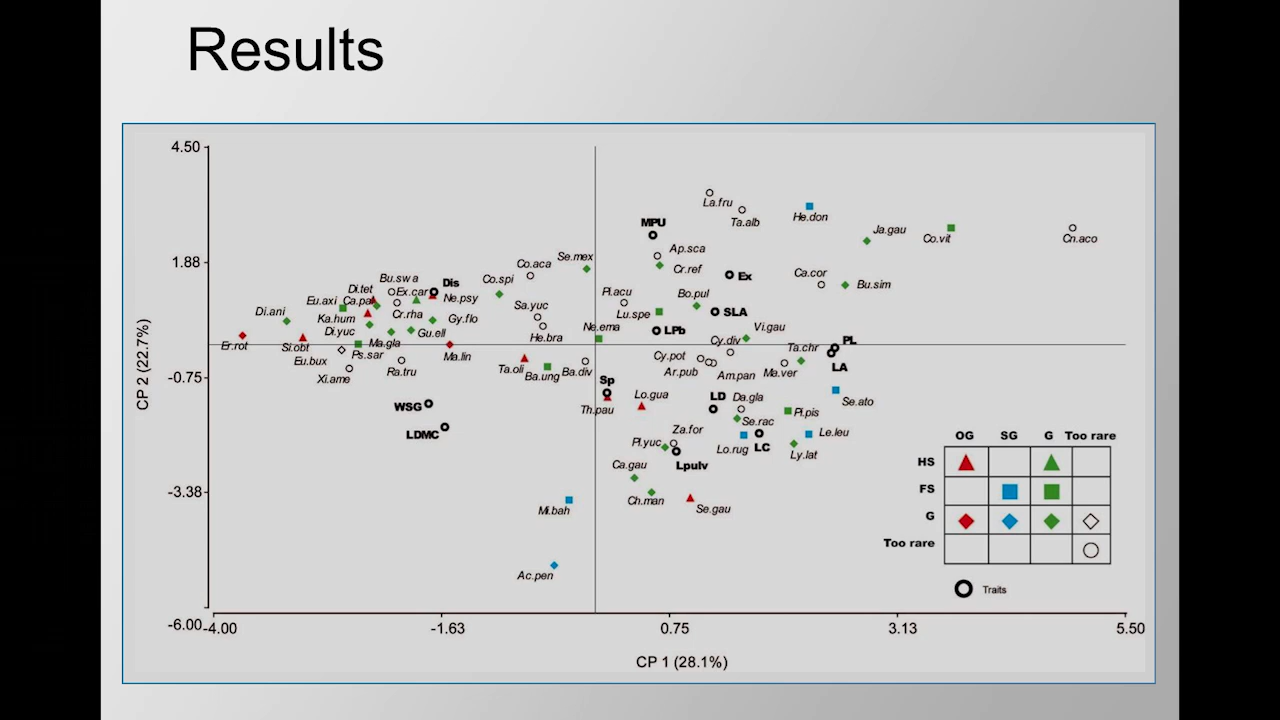 Results
4.50
La.fru
Ta.alb
He.don
MPU
Ja.gau
Co.vit
Cn.aco
Ap.sca
Se.mex
1.88
Co.aca
Cr.ref
Ex
Ca.cor
Bu.swa
Dis
Co.spi
Bu.sim
Di.tet
Ex.car
Ne.psy
Pl.acu
Bo.pul
Eu.axi
Ca.pa
Sa.yuc
Lu.spe
SLA
Di.ani
Ka.hum
Cr.rha
Gy.flo
Ne.ema
LPb
Vi.gau
Di.yuc
Gu.ell
He.bra
Cy.div
PL
Er.rot
Si.obt
Ma.gla
Ta.chr
Eu.bux
Ps.sar
Ma.lin
Cy.pot
LA
Xi.ame
Ra.tru
Ta.oli
Ba.ung
Ba.div
Ar.pub
Am.pan
Ma.ver
-0.75
Sp
WSG
Th.pau
Lo.gua
LD
Da.gla
Se.ato
Pl.pis
LDMC
Za.for
Se.rac
Le.leu
Pl.yuc
Lo.rug
LC
Ly.lat
Ca.gau
Lpulv
-3.38
Mi.bah
Ch.man
Se.gau
Ac.pen
OG SG G Too rare
HS
FS
G
Too rare
Traits
-6.00
-4.00 -1.63 0.75 3.13 5.50
CP 1 (28.1%)
CP 2 (22.7%)